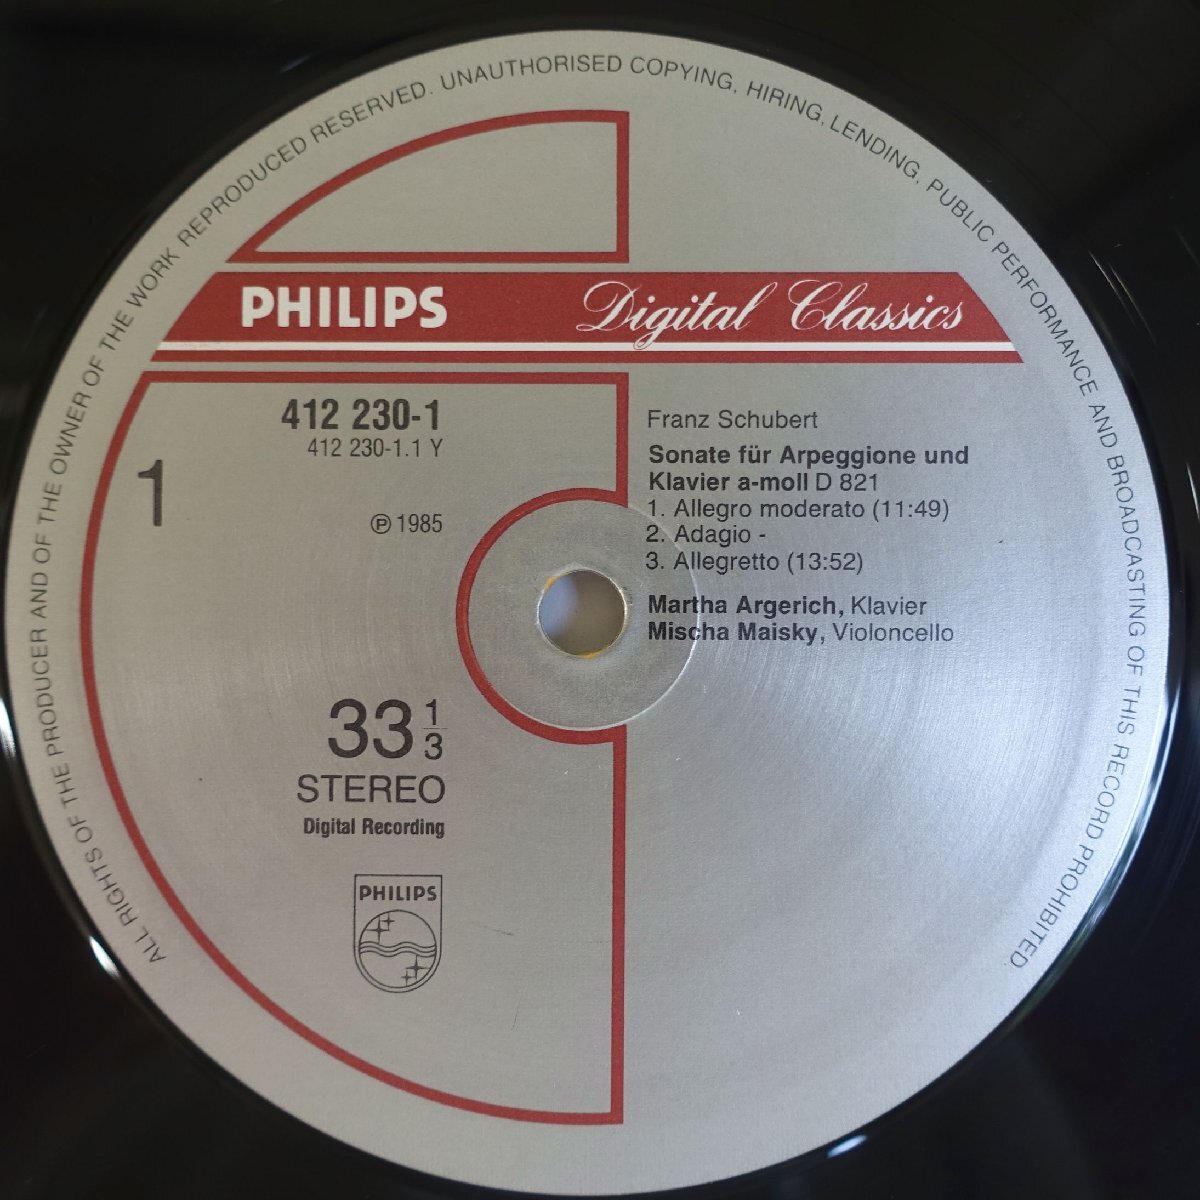 ALL RIGHTS OF THE PRODUCER AND OF THE OWNER OF THE WORK REPRODUCED RESERVED. UNAUTHORISED COPYING, HIRING, LENDING, PUBLIC PERFORMANCE AND BROADCASTING OF THIS RECORD PROHIBITED.
PHILIPS Digital Classics
412 230-1
412 230-1.1 Y
1
℗ 1985
Franz Schubert
Sonate für Arpeggione und
Klavier a-moll D 821
1. Allegro moderato (11:49)
2. Adagio -
3. Allegretto (13:52)
Martha Argerich, Klavier
Mischa Maisky, Violoncello
33 1/3
STEREO
Digital Recording
PHILIPS